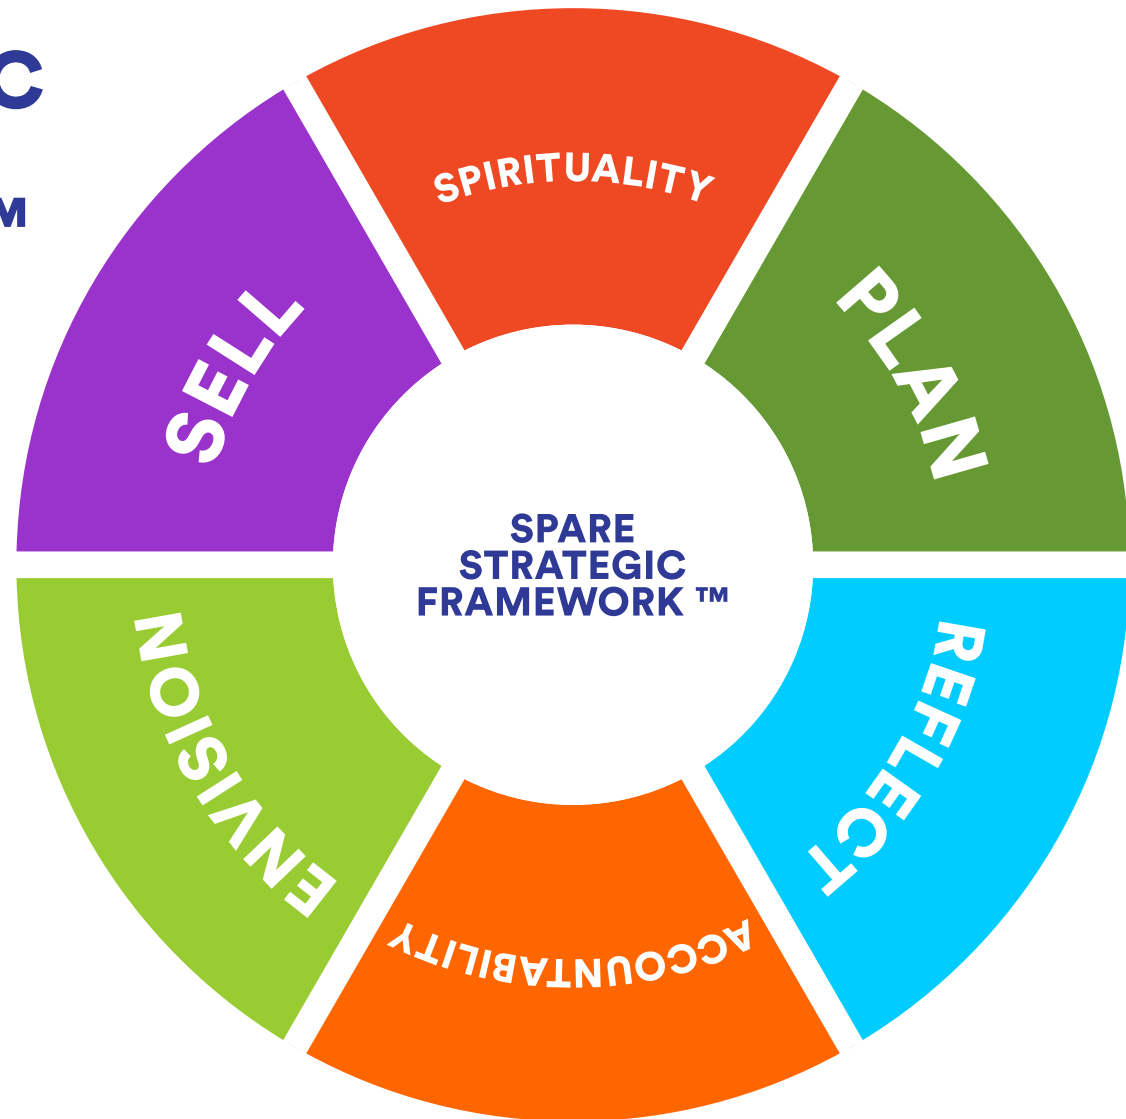 C
M
SPIRITUALITY
PLAN
REFLECT
ACCOUNTABILITY
ENVISION
SELL
SPARE
STRATEGIC
FRAMEWORK ™